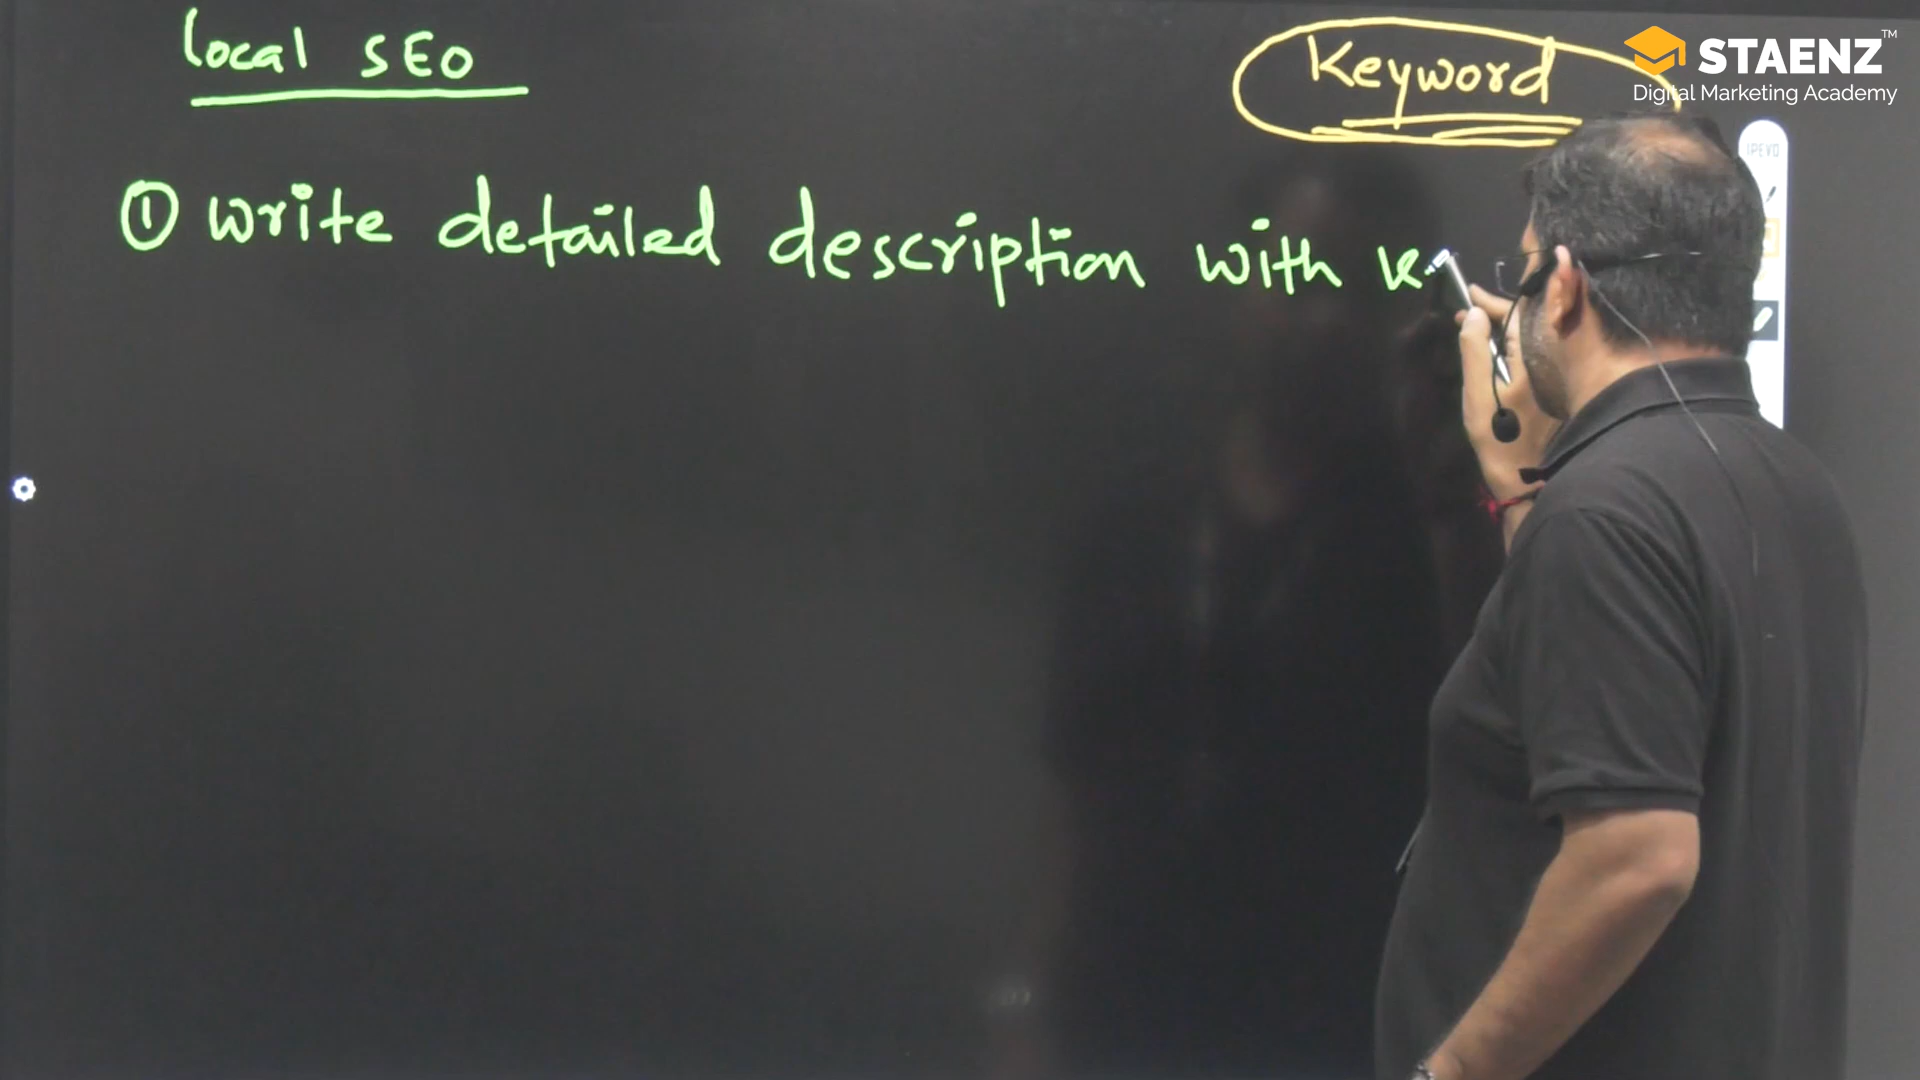 local SEO
Keyword
STAENZ™
Digital Marketing Academy
IPEVO
① write detailed description with K